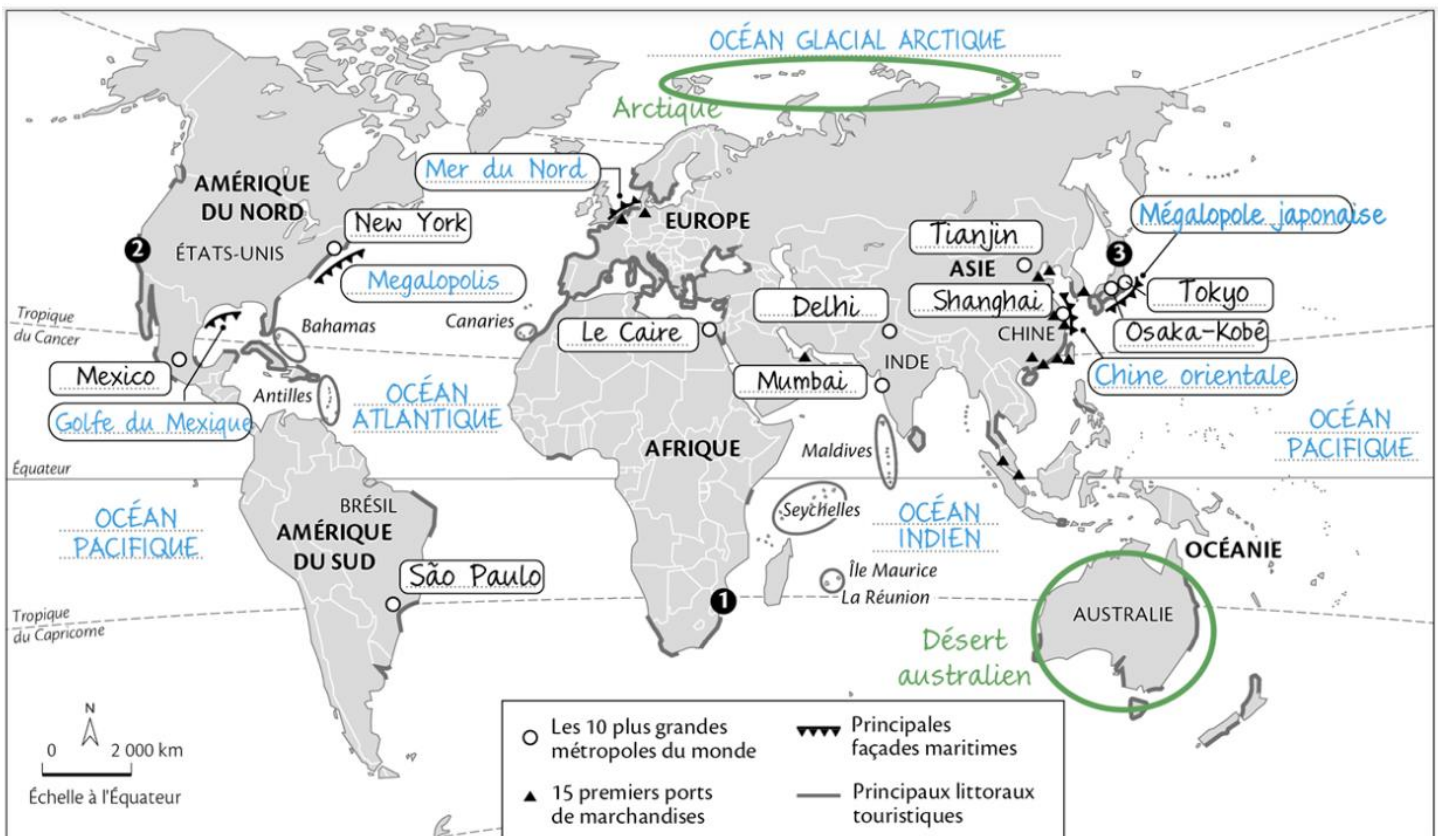 OCÉAN GLACIAL ARCTIQUE
Arctique
Mer du Nord
AMÉRIQUE
DU NORD
New York
EUROPE
Mégalopole japonaise
2
ÉTATS-UNIS
Tianjin
3
ASIE
Megalopolis
Delhi
Shanghai
Tokyo
Tropique
du Cancer
Bahamas
Canaries
Le Caire
CHINE
Osaka-Kobé
INDE
Mexico
Mumbai
Chine orientale
Antilles
OCÉAN
ATLANTIQUE
Golfe du Mexique
OCÉAN
PACIFIQUE
AFRIQUE
Maldives
Équateur
BRÉSIL
Seychelles
OCÉAN
INDIEN
OCÉAN
PACIFIQUE
AMÉRIQUE
DU SUD
OCÉANIE
São Paulo
Île Maurice
La Réunion
1
Tropique
du Capricorne
AUSTRALIE
Désert
australien
N
0 2 000 km
Échelle à l'Équateur
Les 10 plus grandes
métropoles du monde
15 premiers ports
de marchandises
Principales
façades maritimes
Principaux littoraux
touristiques